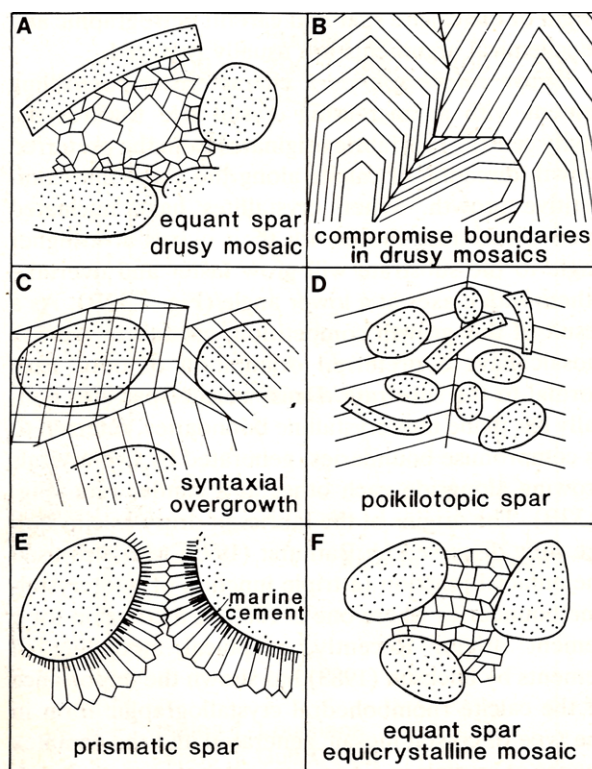 A
equant spar
drusy mosaic
B
compromise boundaries
in drusy mosaics
C
syntaxial
overgrowth
D
poikilotopic spar
E
marine
cement
prismatic spar
F
equant spar
equicrystalline mosaic